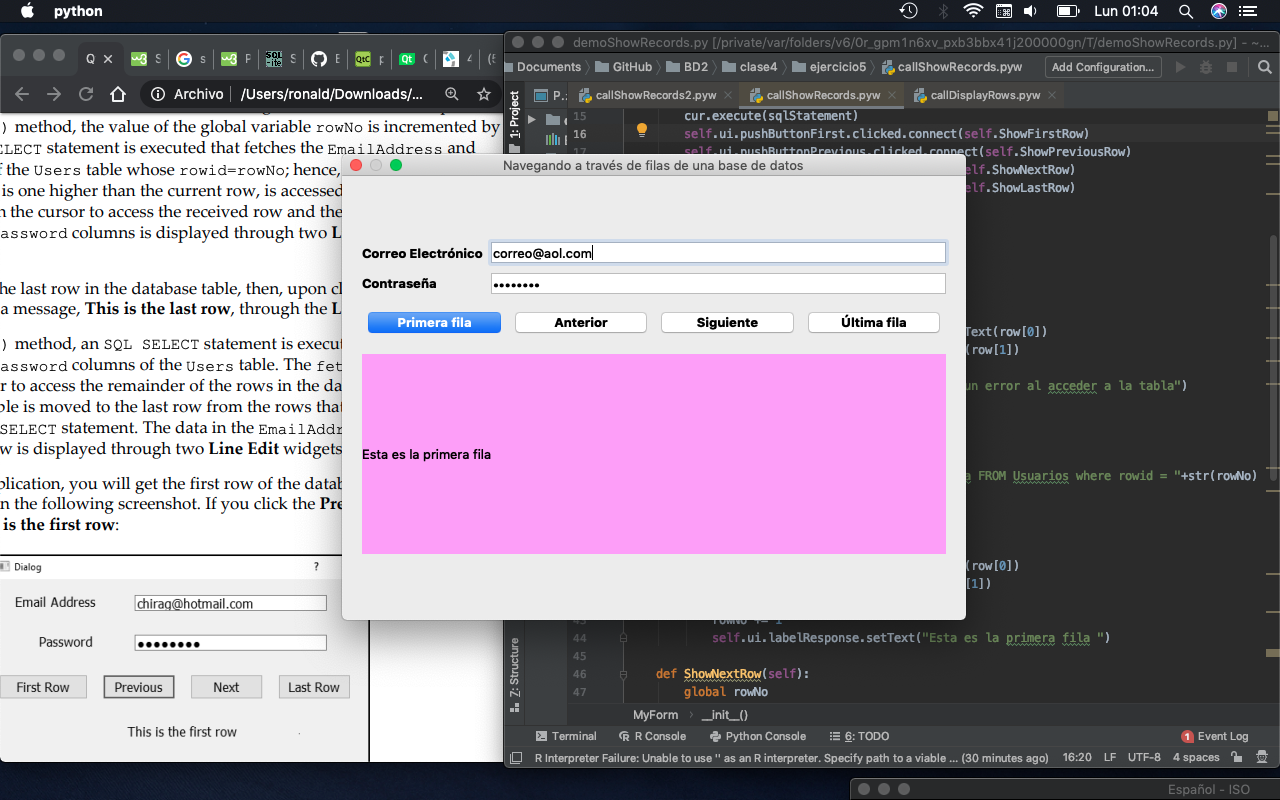 python
Lun 01:04
Q
Archivo
/Users/ronald/Downloads/...
) method, the value of the global variable rowNo is incremented by
ELECT statement is executed that fetches the EmailAddress and
f the Users table whose rowid=rowNo; hence,
is one higher than the current row, is accessed
n the cursor to access the received row and the
assword columns is displayed through two L
he last row in the database table, then, upon cl
a message, This is the last row, through the L
) method, an SQL SELECT statement is execut
assword columns of the Users table. The fet
r to access the remainder of the rows in the da
ble is moved to the last row from the rows that
SELECT statement. The data in the EmailAddr
w is displayed through two Line Edit widgets
plication, you will get the first row of the datab
n the following screenshot. If you click the Pre
is the first row:
Dialog
?
Email Address
chirag@hotmail.com
Password
••••••••
First Row
Previous
Next
Last Row
This is the first row
demoShowRecords.py [/private/var/folders/v6/0r_gpm1n6xv_pxb3bbx41j200000gn/T/demoShowRecords.py] - ~...
Documents
GitHub
BD2
clase4
ejercicio5
callShowRecords.py
Add Configuration...
1: Project
P..
callShowRecords2.pyw
callShowRecords.pyw
callDisplayRows.pyw
15 cur.execute(sqlStatement)
16 self.ui.pushButtonFirst.clicked.connect(self.ShowFirstRow)
17 self.ui.pushButtonPrevious.clicked.connect(self.ShowPreviousRow)
elf.ShowNextRow)
elf.ShowLastRow)
Text(row[0])
(row[1])
un error al acceder a la tabla")
a FROM Usuarios where rowid = "+str(rowNo)
(row[0])
[1])
43 rowNo += 1
44 self.ui.labelResponse.setText("Esta es la primera fila ")
45
46 def ShowNextRow(self):
47 global rowNo
Navegando a través de filas de una base de datos
Correo Electrónico
correo@aol.com
Contraseña
••••••••
Primera fila
Anterior
Siguiente
Última fila
Esta es la primera fila
7: Structure
MyForm
__init__()
Terminal
R Console
Python Console
6: TODO
1 Event Log
R Interpreter Failure: Unable to use '' as an R interpreter. Specify path to a viable ... (30 minutes ago)
16:20
LF
UTF-8
4 spaces
Español - ISO